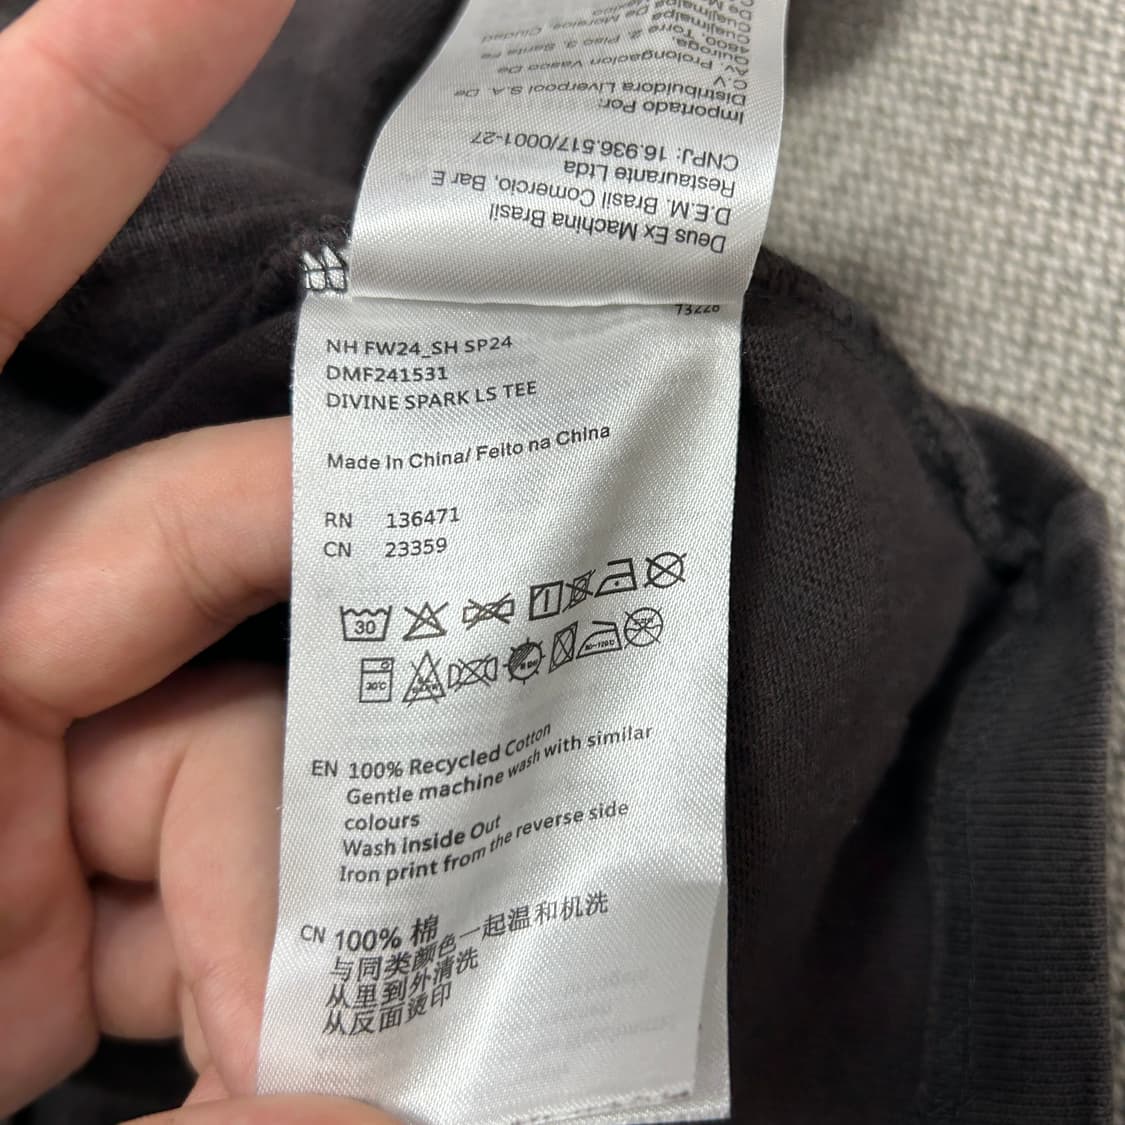 Deus Ex Machina Brasil
D.E.M. Brasil Comercio, Bar E
Restaurante Ltda
CNPJ: 16.936.517/0001-27
Importado Por:
Distribuidora Liverpool S.A. De
C.V
Av. Prolongacion Vasco De
Quiroga,
4800, Torre 2, Piso 3, Santa Fe
NH FW24_SH SP24
DMF241531
DIVINE SPARK LS TEE
Made In China/ Feito na China
RN 136471
CN 23359
30
30°C
EN 100% Recycled Cotton
Gentle machine wash with similar
colours
Wash inside Out
Iron print from the reverse side
CN 100% 棉
与同类颜色一起温和机洗
从里到外清洗
从反面烫印